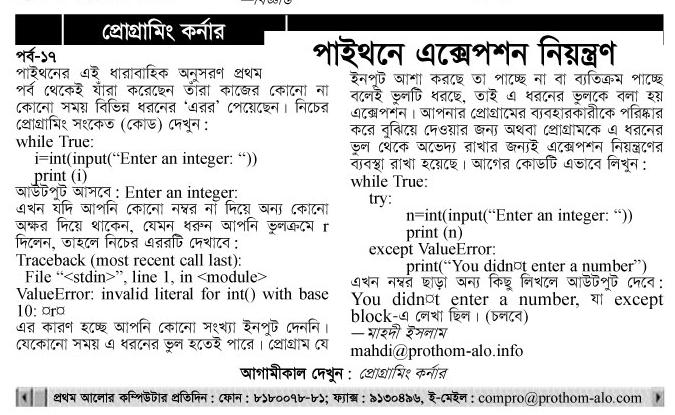 প্রোগ্রামিং কর্নার
পর্ব-১৭
পাইথনে এক্সেপশন নিয়ন্ত্রণ
পাইথনের এই ধারাবাহিক অনুসরণ প্রথম
পর্ব থেকেই যাঁরা করেছেন তাঁরা কাজের কোনো না
কোনো সময় বিভিন্ন ধরনের ‘এরর’ পেয়েছেন। নিচের
প্রোগ্রামিং সংকেত (কোড) দেখুন :
while True:
i=int(input(“Enter an integer: “))
print (i)
আউটপুট আসবে : Enter an integer:
এখন যদি আপনি কোনো নম্বর না দিয়ে অন্য কোনো
অক্ষর দিয়ে থাকেন, যেমন ধরুন আপনি ভুলক্রমে r
দিলেন, তাহলে নিচের এররটি দেখাবে :
Traceback (most recent call last):
File “<stdin>”, line 1, in <module>
ValueError: invalid literal for int() with base
10: ¤r¤
এর কারণ হচ্ছে আপনি কোনো সংখ্যা ইনপুট দেননি।
যেকোনো সময় এ ধরনের ভুল হতেই পারে। প্রোগ্রাম যে
ইনপুট আশা করছে তা পাচ্ছে না বা ব্যতিক্রম পাচ্ছে
বলেই ভুলটি ধরছে, তাই এ ধরনের ভুলকে বলা হয়
এক্সেপশন। আপনার প্রোগ্রামের ব্যবহারকারীকে পরিষ্কার
করে বুঝিয়ে দেওয়ার জন্য অথবা প্রোগ্রামকে এ ধরনের
ভুল থেকে অভেদ্য রাখার জন্যই এক্সেপশন নিয়ন্ত্রণের
ব্যবস্থা রাখা হয়েছে। আগের কোডটি এভাবে লিখুন :
while True:
try:
n=int(input(“Enter an integer: “))
print (n)
except ValueError:
print(“You didn¤t enter a number”)
এখন নম্বর ছাড়া অন্য কিছু লিখলে আউটপুট দেবে :
You didn¤t enter a number, যা except
block-এ লেখা ছিল। (চলবে)
—মাহদী ইসলাম
mahdi@prothom-alo.info
আগামীকাল দেখুন : প্রোগ্রামিং কর্নার
প্রথম আলোর কম্পিউটার প্রতিদিন : ফোন : ৮১৮০০৭৮-৮১; ফ্যাক্স : ৯১৩০৪৯৬, ই-মেইল : compro@prothom-alo.com